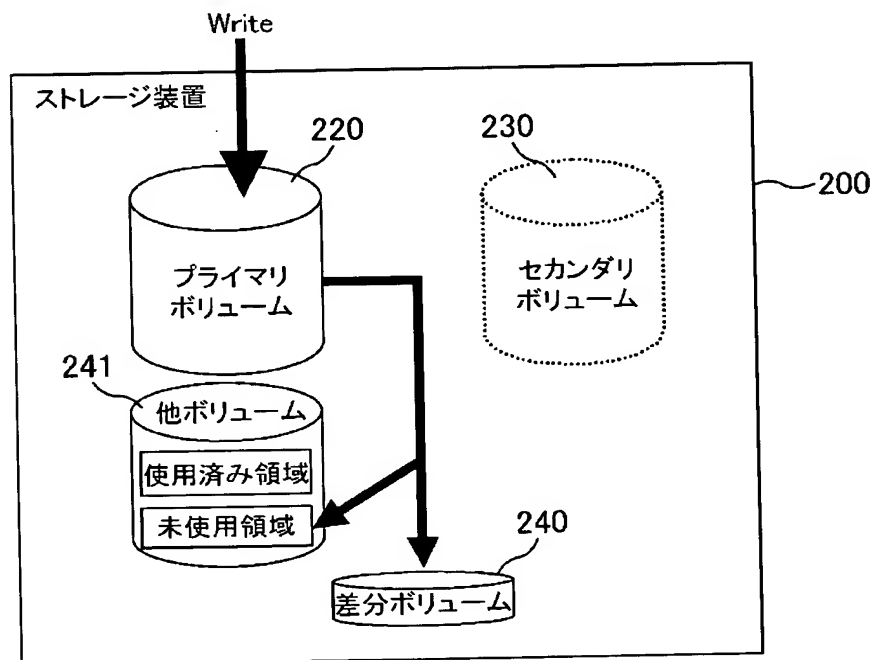 Write
ストレージ装置
220
230
200
プライマリ
ボリューム
セカンダリ
ボリューム
241
他ボリューム
使用済み領域
未使用領域
240
差分ボリューム